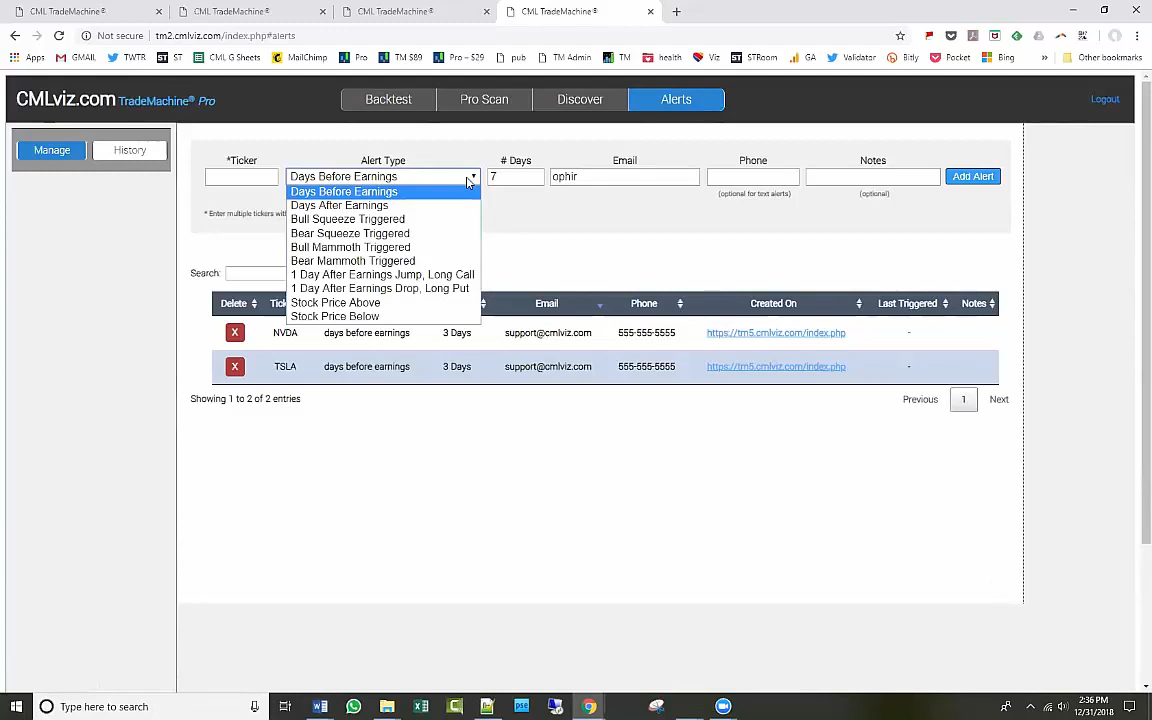 CML TradeMachine® × CML TradeMachine® × CML TradeMachine® × CML TradeMachine® × +
Not secure | tm2.cmlviz.com/index.php#alerts
Apps GMAIL TWTR ST CML G Sheets MailChimp Pro TM $89 Pro – $29 pub TM Admin TM health Viz STRoom GA Validator Bitly Pocket Bing » Other bookmarks
CMLviz.com TradeMachine® Pro Backtest Pro Scan Discover Alerts Logout
Manage History
*Ticker Alert Type # Days Email Phone Notes
Days Before Earnings 7 ophir Add Alert
(optional for text alerts) (optional)
Days Before Earnings
Days After Earnings
* Enter multiple tickers with
Bull Squeeze Triggered
Bear Squeeze Triggered
Bull Mammoth Triggered
Bear Mammoth Triggered
Search:
1 Day After Earnings Jump, Long Call
1 Day After Earnings Drop, Long Put
Stock Price Above
Stock Price Below
Delete Email Phone Created On Last Triggered Notes
X NVDA days before earnings 3 Days support@cmlviz.com 555-555-5555 https://tm5.cmlviz.com/index.php -
X TSLA days before earnings 3 Days support@cmlviz.com 555-555-5555 https://tm5.cmlviz.com/index.php -
Showing 1 to 2 of 2 entries Previous 1 Next
Type here to search
2:36 PM
12/31/2018